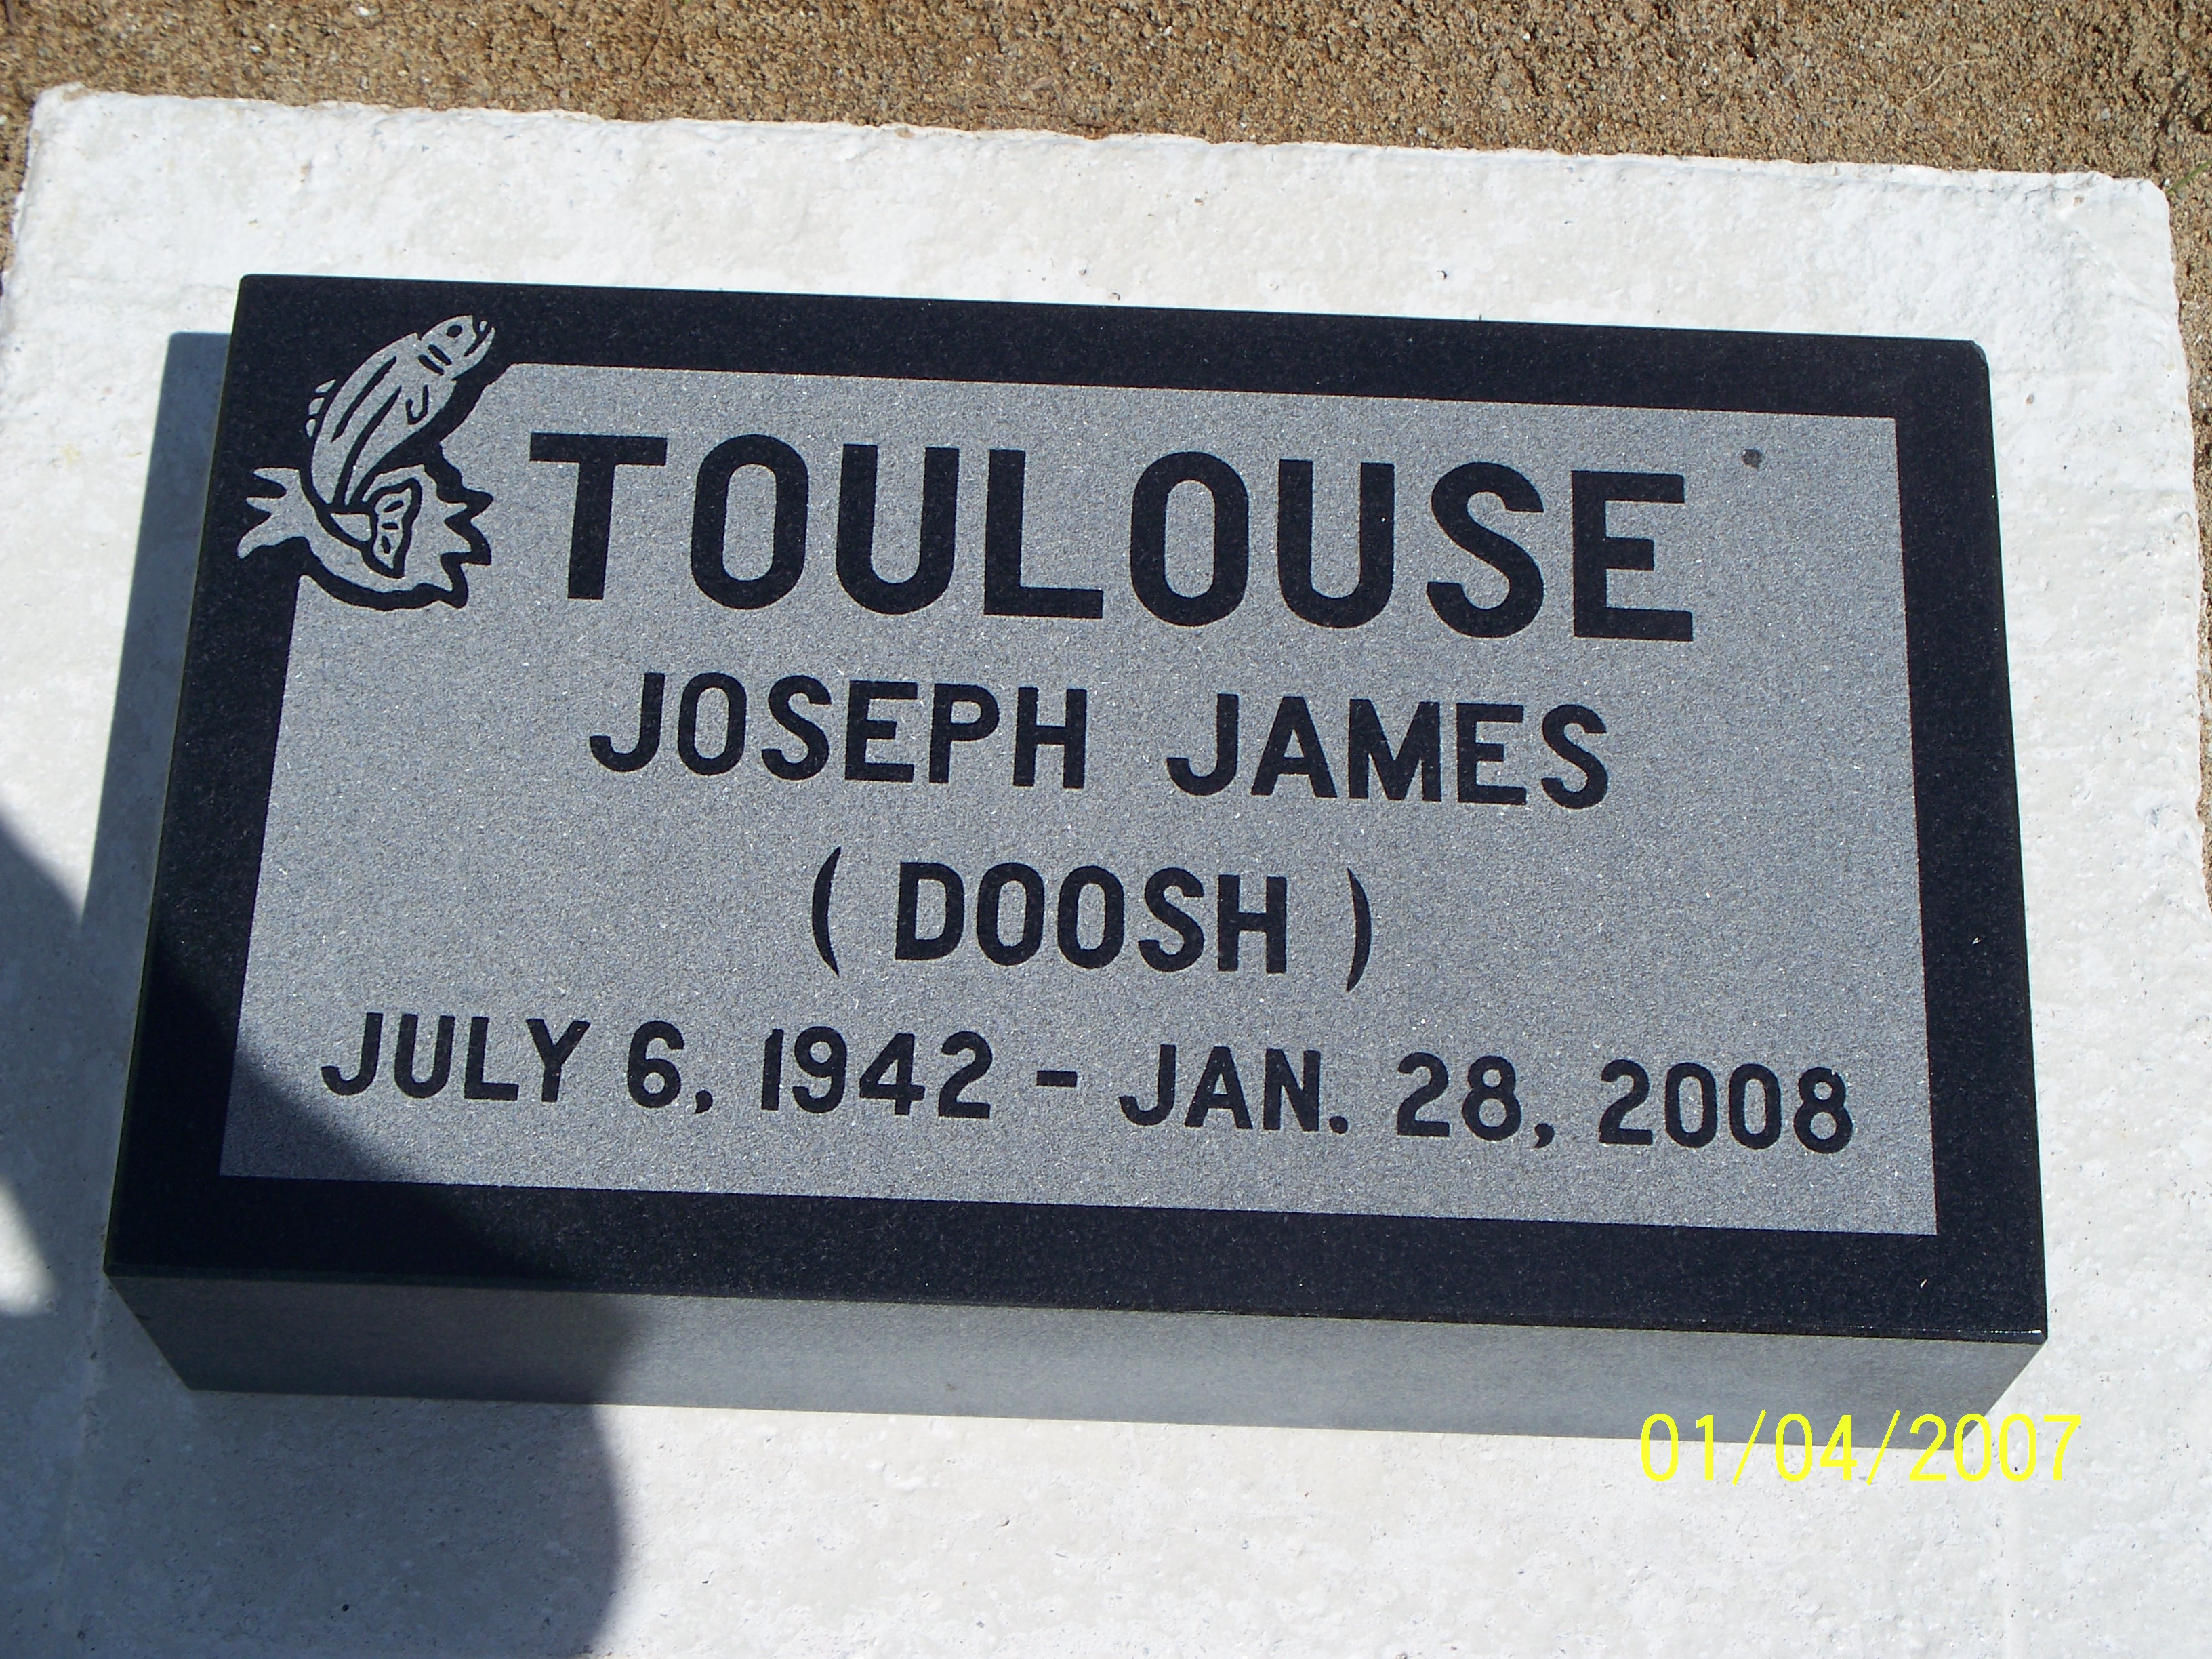 TOULOUSE
JOSEPH JAMES
( DOOSH )
JULY 6, 1942 - JAN. 28, 2008
01/04/2007